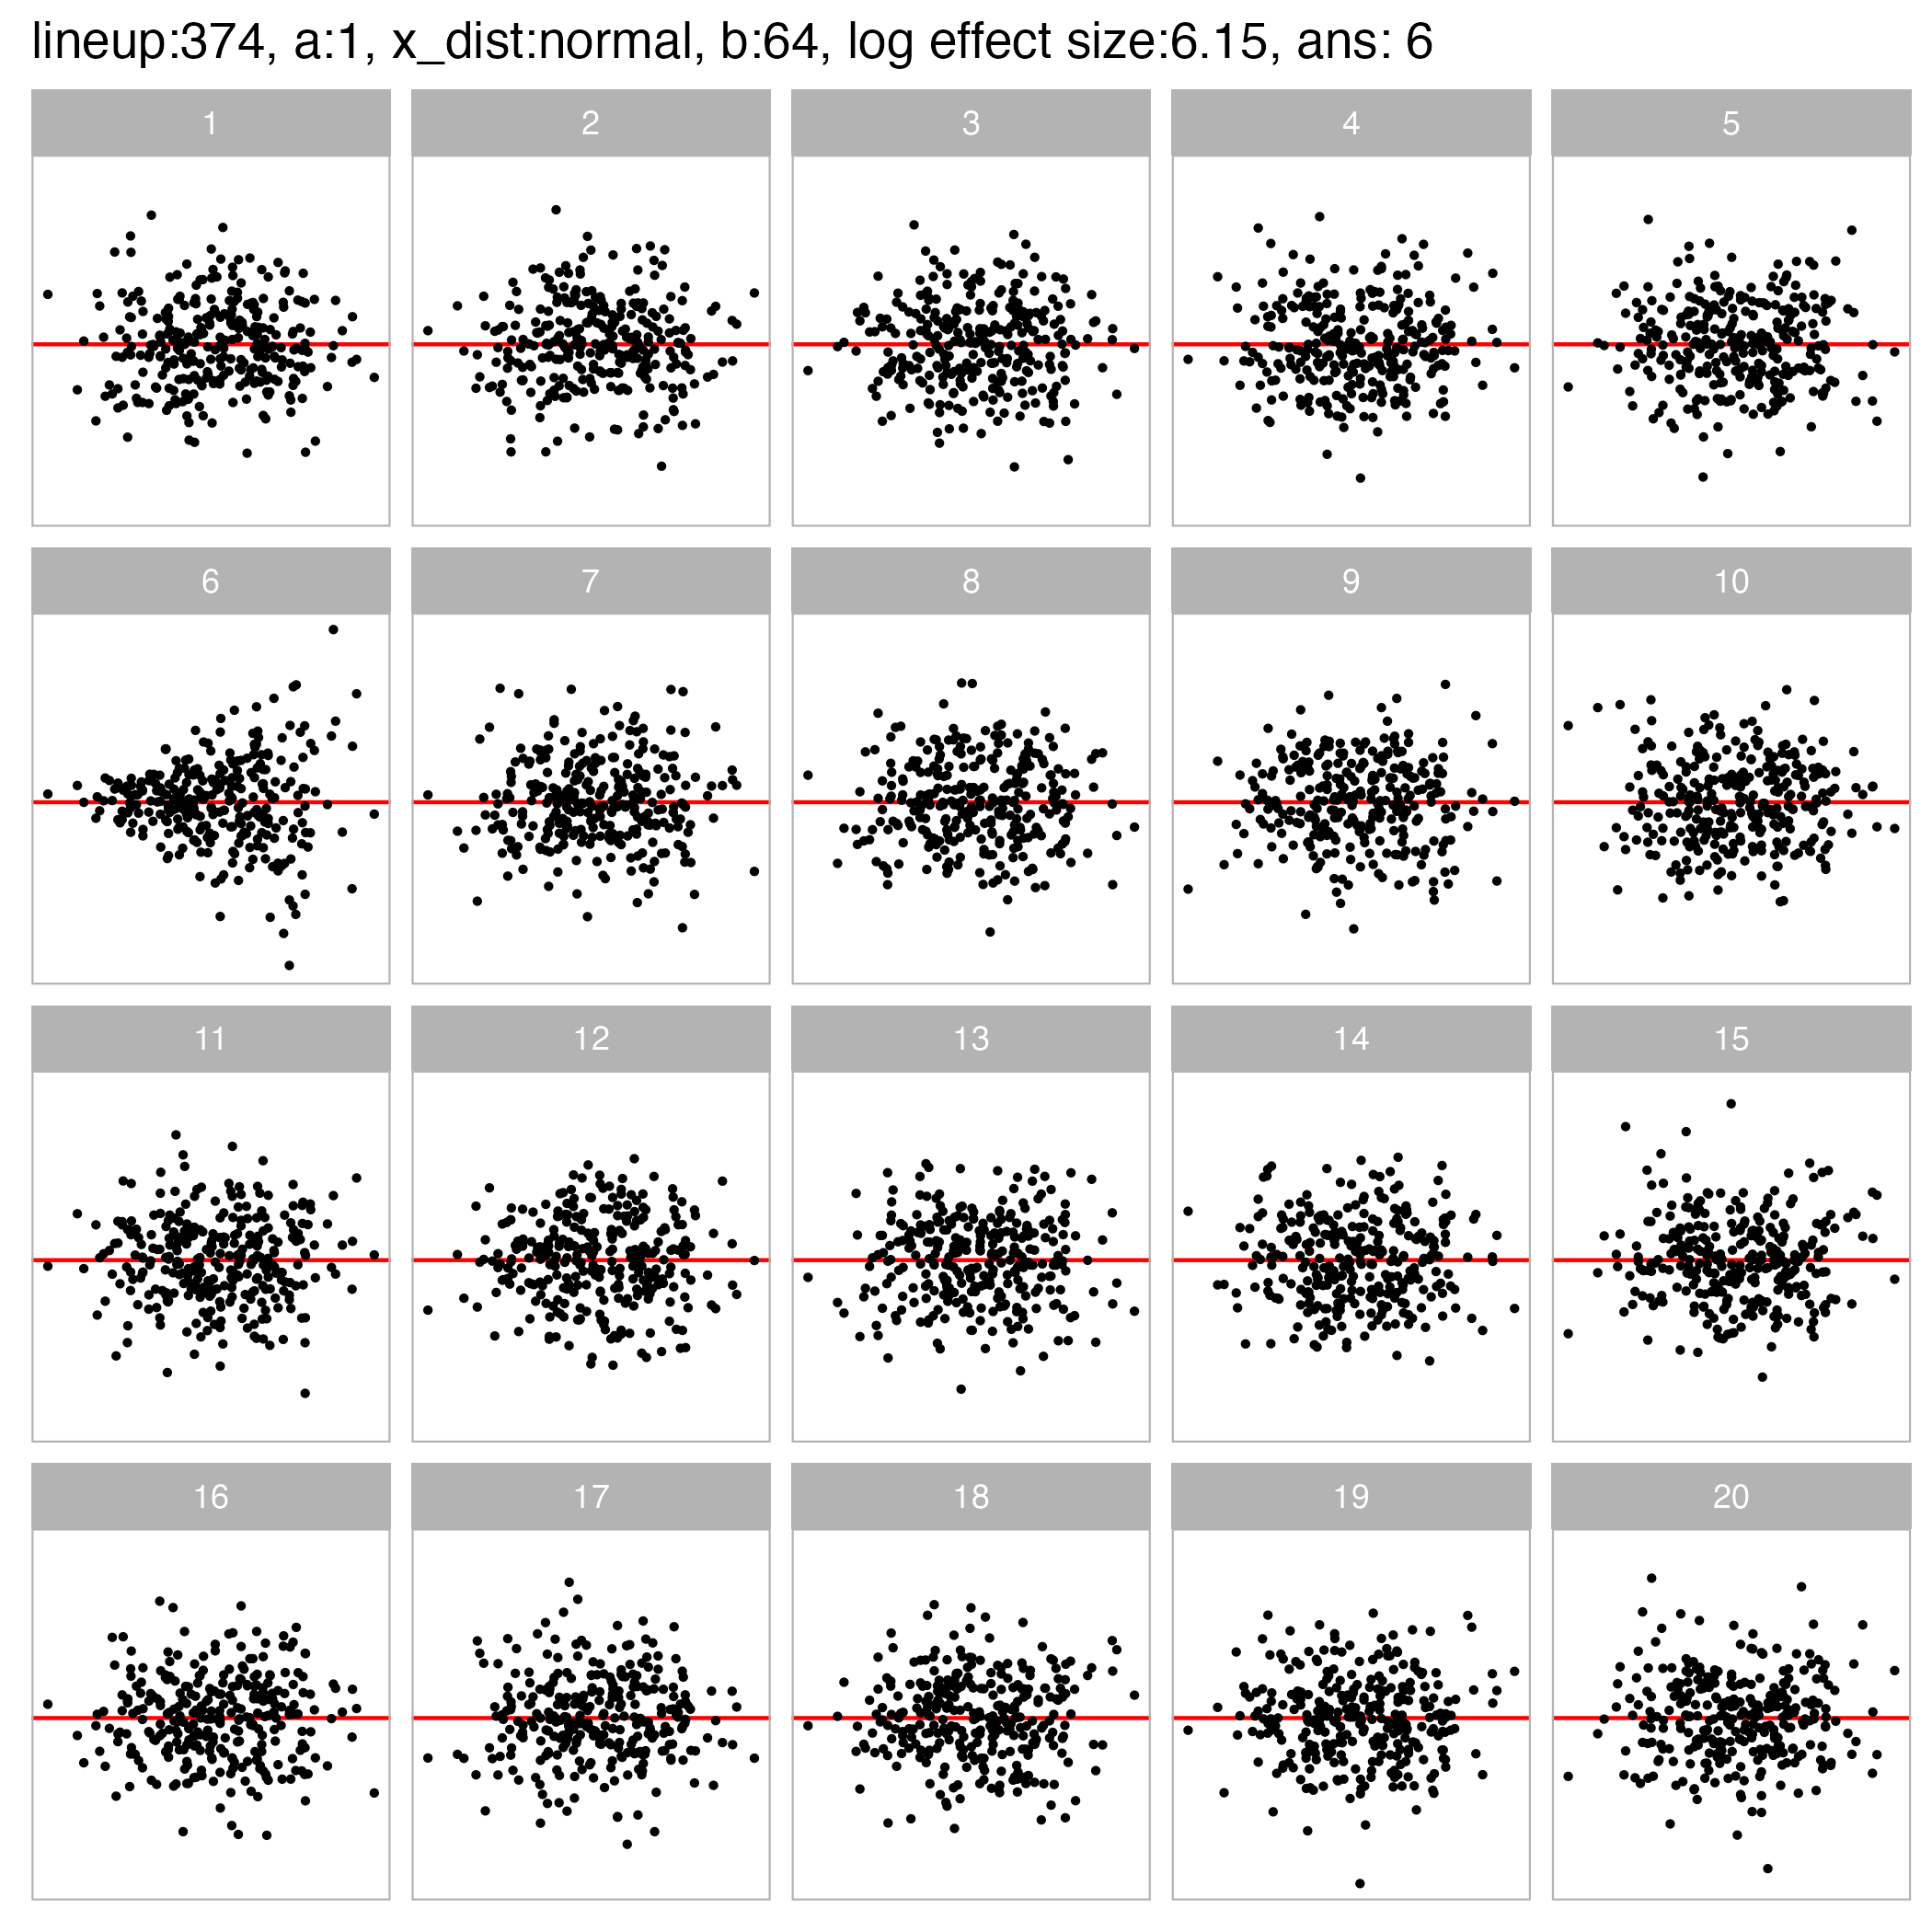 lineup:374, a:1, x_dist:normal, b:64, log effect size:6.15, ans: 6
1 2 3 4 5
6 7 8 9 10
11 12 13 14 15
16 17 18 19 20